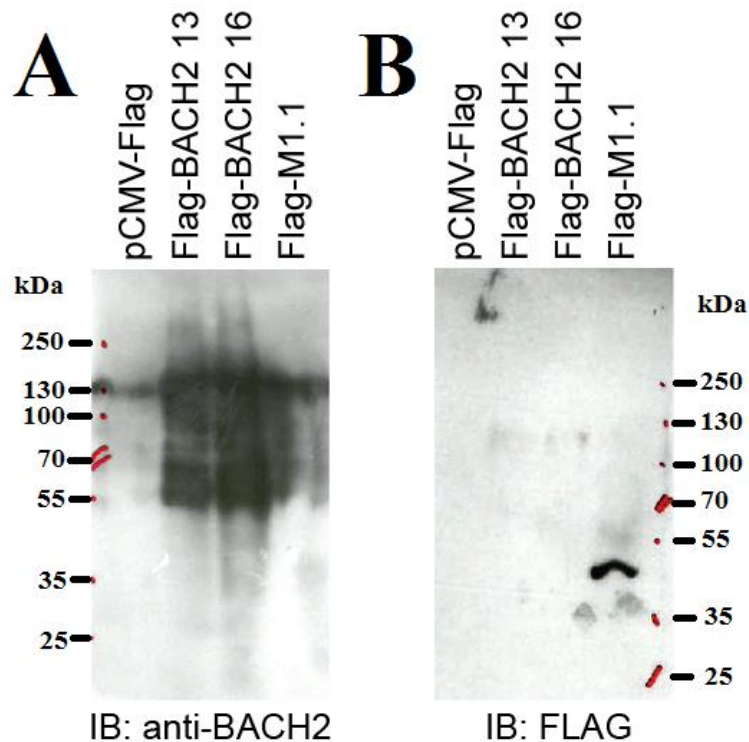 A
pCMV-Flag
Flag-BACH2 13
Flag-BACH2 16
Flag-M1.1
kDa
250
130
100
70
55
35
25
IB: anti-BACH2
B
pCMV-Flag
Flag-BACH2 13
Flag-BACH2 16
Flag-M1.1
kDa
250
130
100
70
55
35
25
IB: FLAG